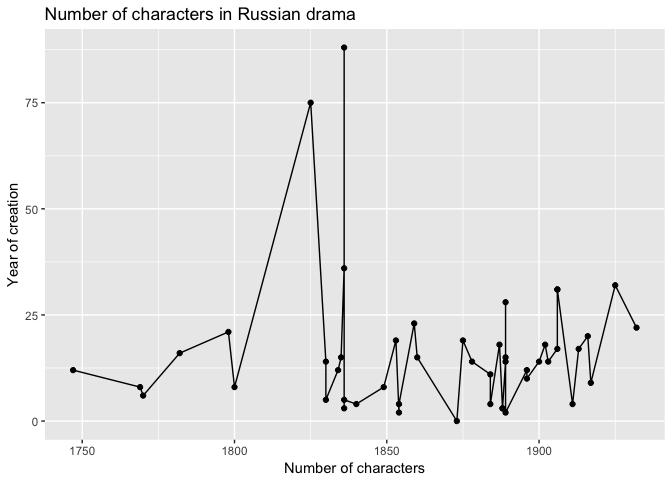 Number of characters in Russian drama
75
50
25
0
Year of creation
1750 1800 1850 1900
Number of characters